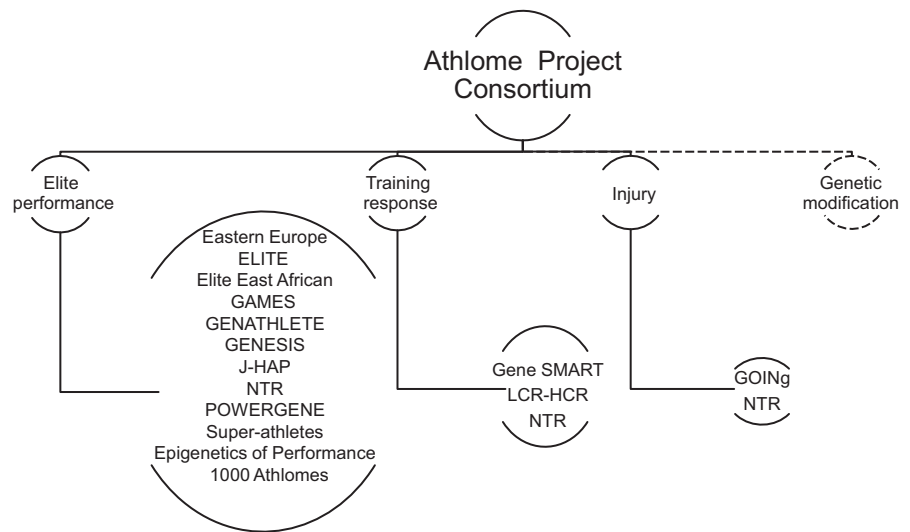 Athlome Project
Consortium
Elite
performance
Training
response
Injury
Genetic
modification
Eastern Europe
ELITE
Elite East African
GAMES
GENATHLETE
GENESIS
J-HAP
NTR
POWERGENE
Super-athletes
Epigenetics of Performance
1000 Athlomes
Gene SMART
LCR-HCR
NTR
GOINg
NTR